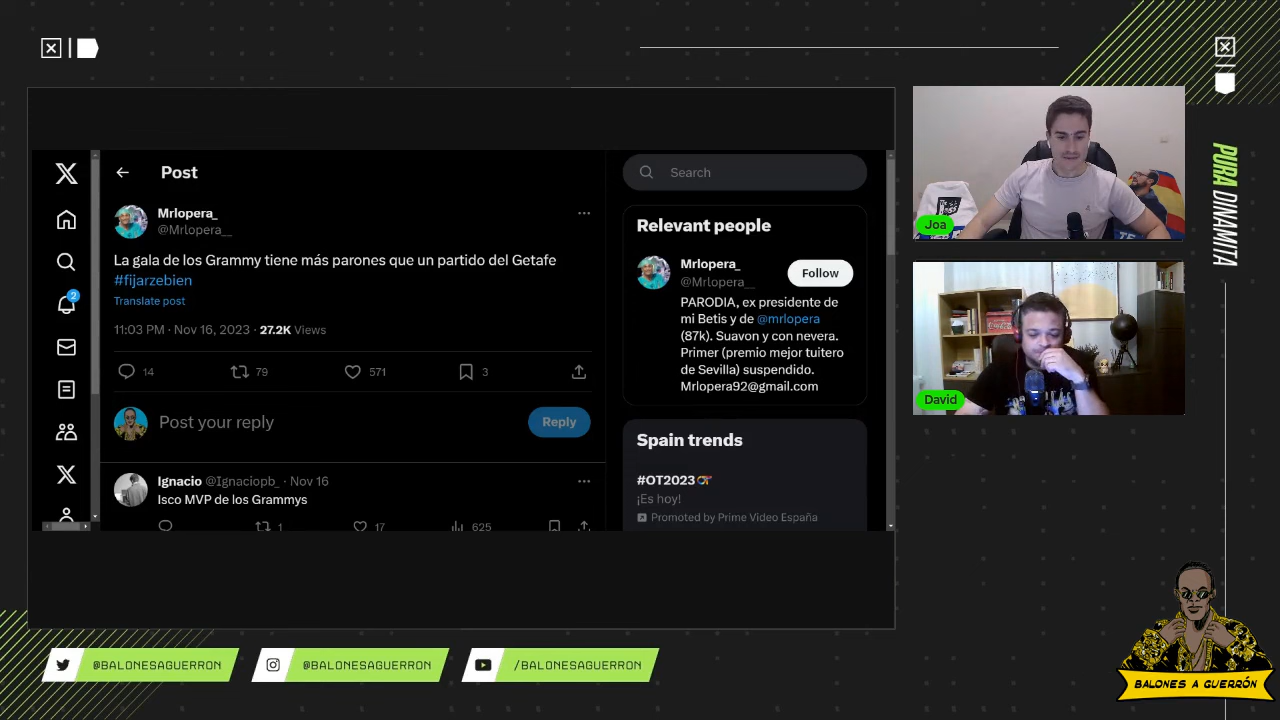 Post
Search
Mrlopera_
@Mrlopera__
La gala de los Grammy tiene más parones que un partido del Getafe
#fijarzebien
Translate post
11:03 PM · Nov 16, 2023 · 27.2K Views
14
79
571
3
Post your reply
Reply
Ignacio @Ignaciopb_ · Nov 16
Isco MVP de los Grammys
1
17
625
2
Relevant people
Mrlopera_
@Mrlopera__
Follow
PARODIA, ex presidente de
mi Betis y de @mrlopera
(87k). Suavon y con nevera.
Primer (premio mejor tuitero
de Sevilla) suspendido.
Mrlopera92@gmail.com
Spain trends
#OT2023
¡Es hoy!
Promoted by Prime Video España
Joa
David
PURA DINAMITA
@BALONESAGUERRON
@BALONESAGUERRON
/BALONESAGUERRON
BALONES A GUERRÓN